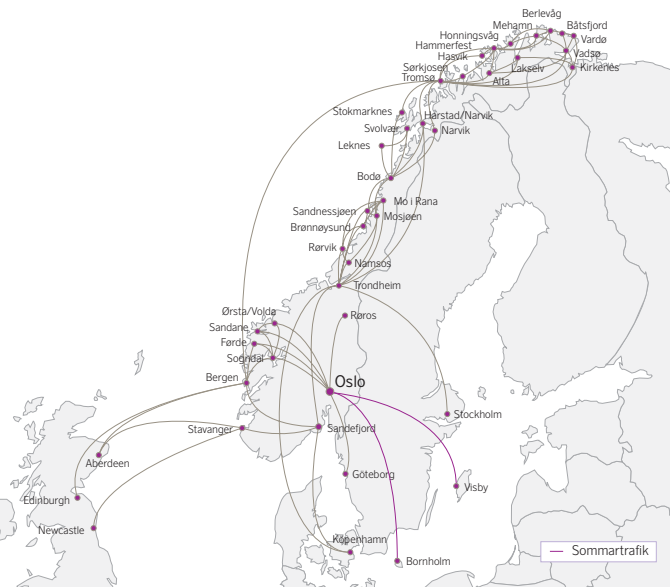 Berlevåg
Mehamn
Båtsfjord
Honningsvåg
Vardø
Hammerfest
Vadsø
Hasvik
Sørkjosen
Lakselv
Kirkenes
Tromsø
Alta
Stokmarknes
Harstad/Narvik
Svolvær
Narvik
Leknes
Bodø
Mo i Rana
Sandnessjøen
Mosjøen
Brønnøysund
Rørvik
Namsos
Trondheim
Ørsta/Volda
Røros
Sandane
Førde
Sogndal
Bergen
Oslo
Stockholm
Stavanger
Sandefjord
Aberdeen
Göteborg
Visby
Edinburgh
Newcastle
København
Bornholm
Sommartrafik